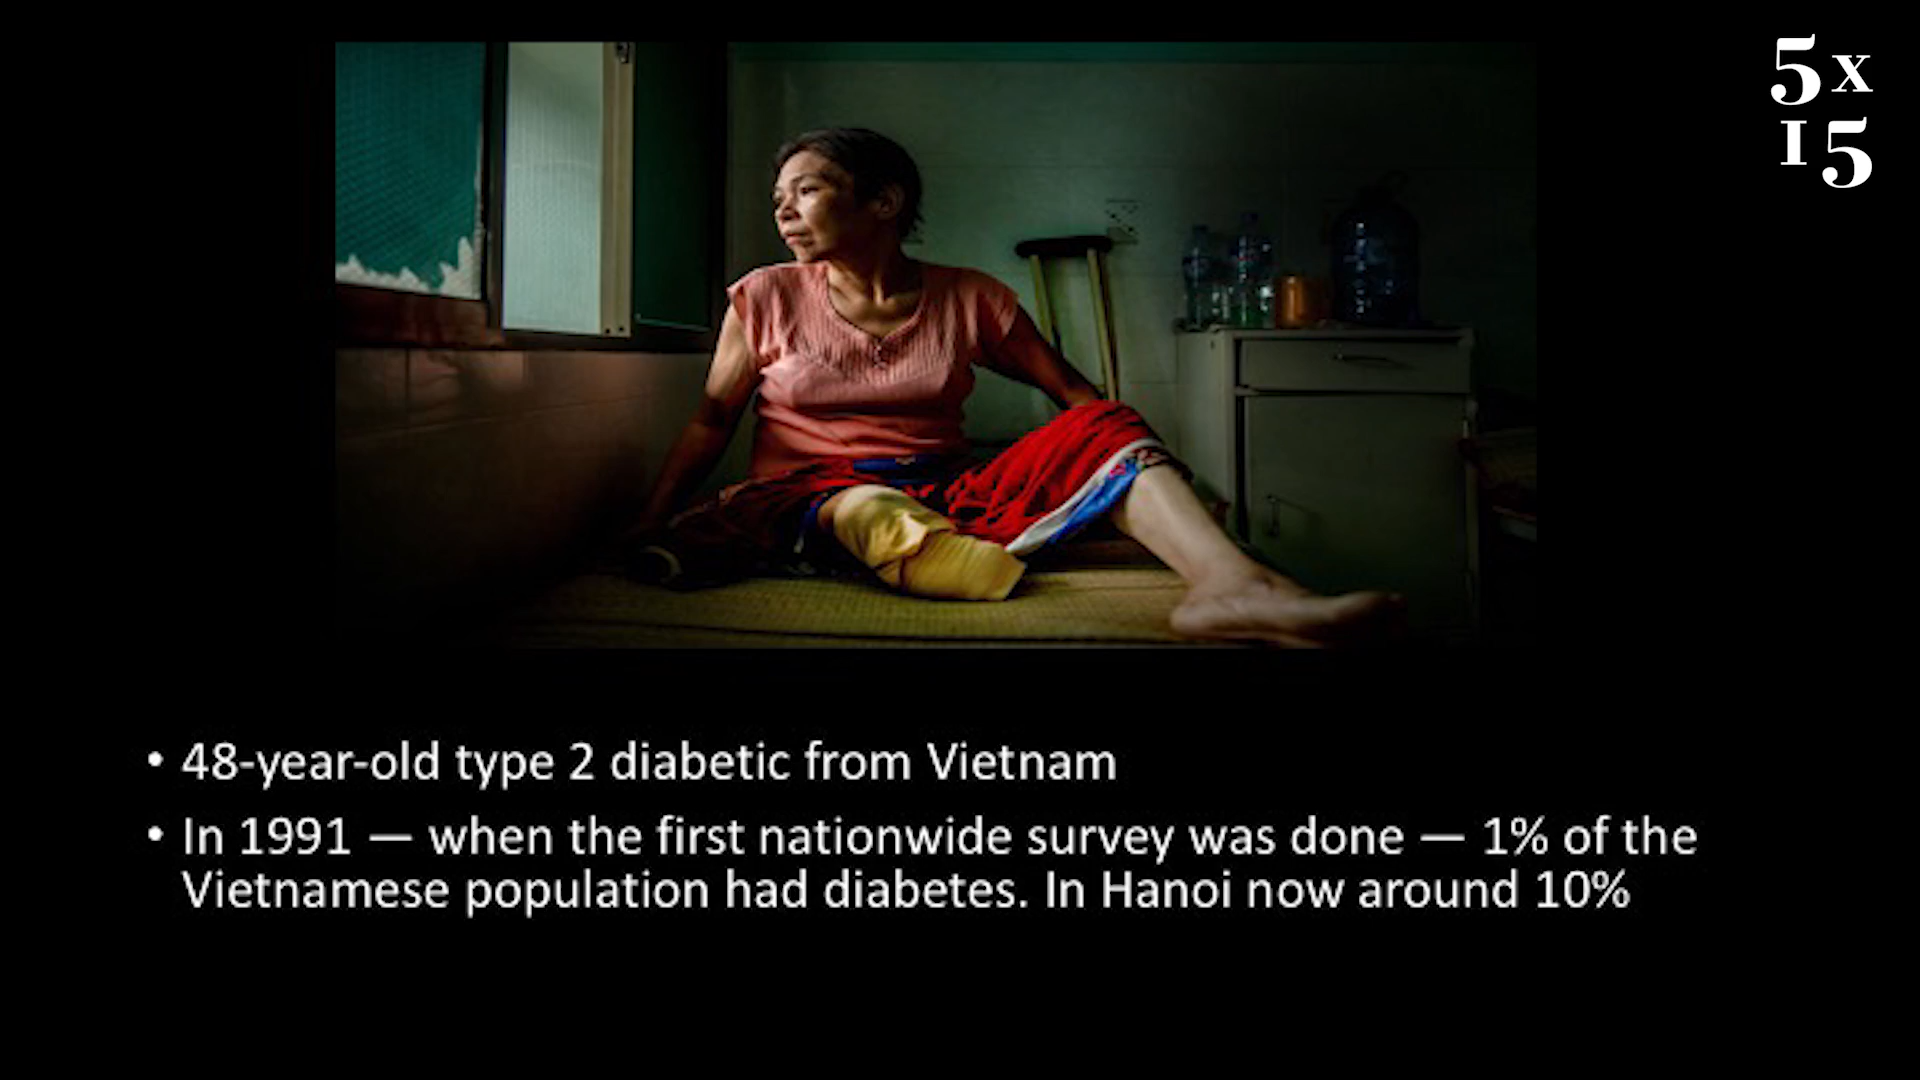 5 x
15
• 48-year-old type 2 diabetic from Vietnam
• In 1991 — when the first nationwide survey was done — 1% of the
Vietnamese population had diabetes. In Hanoi now around 10%